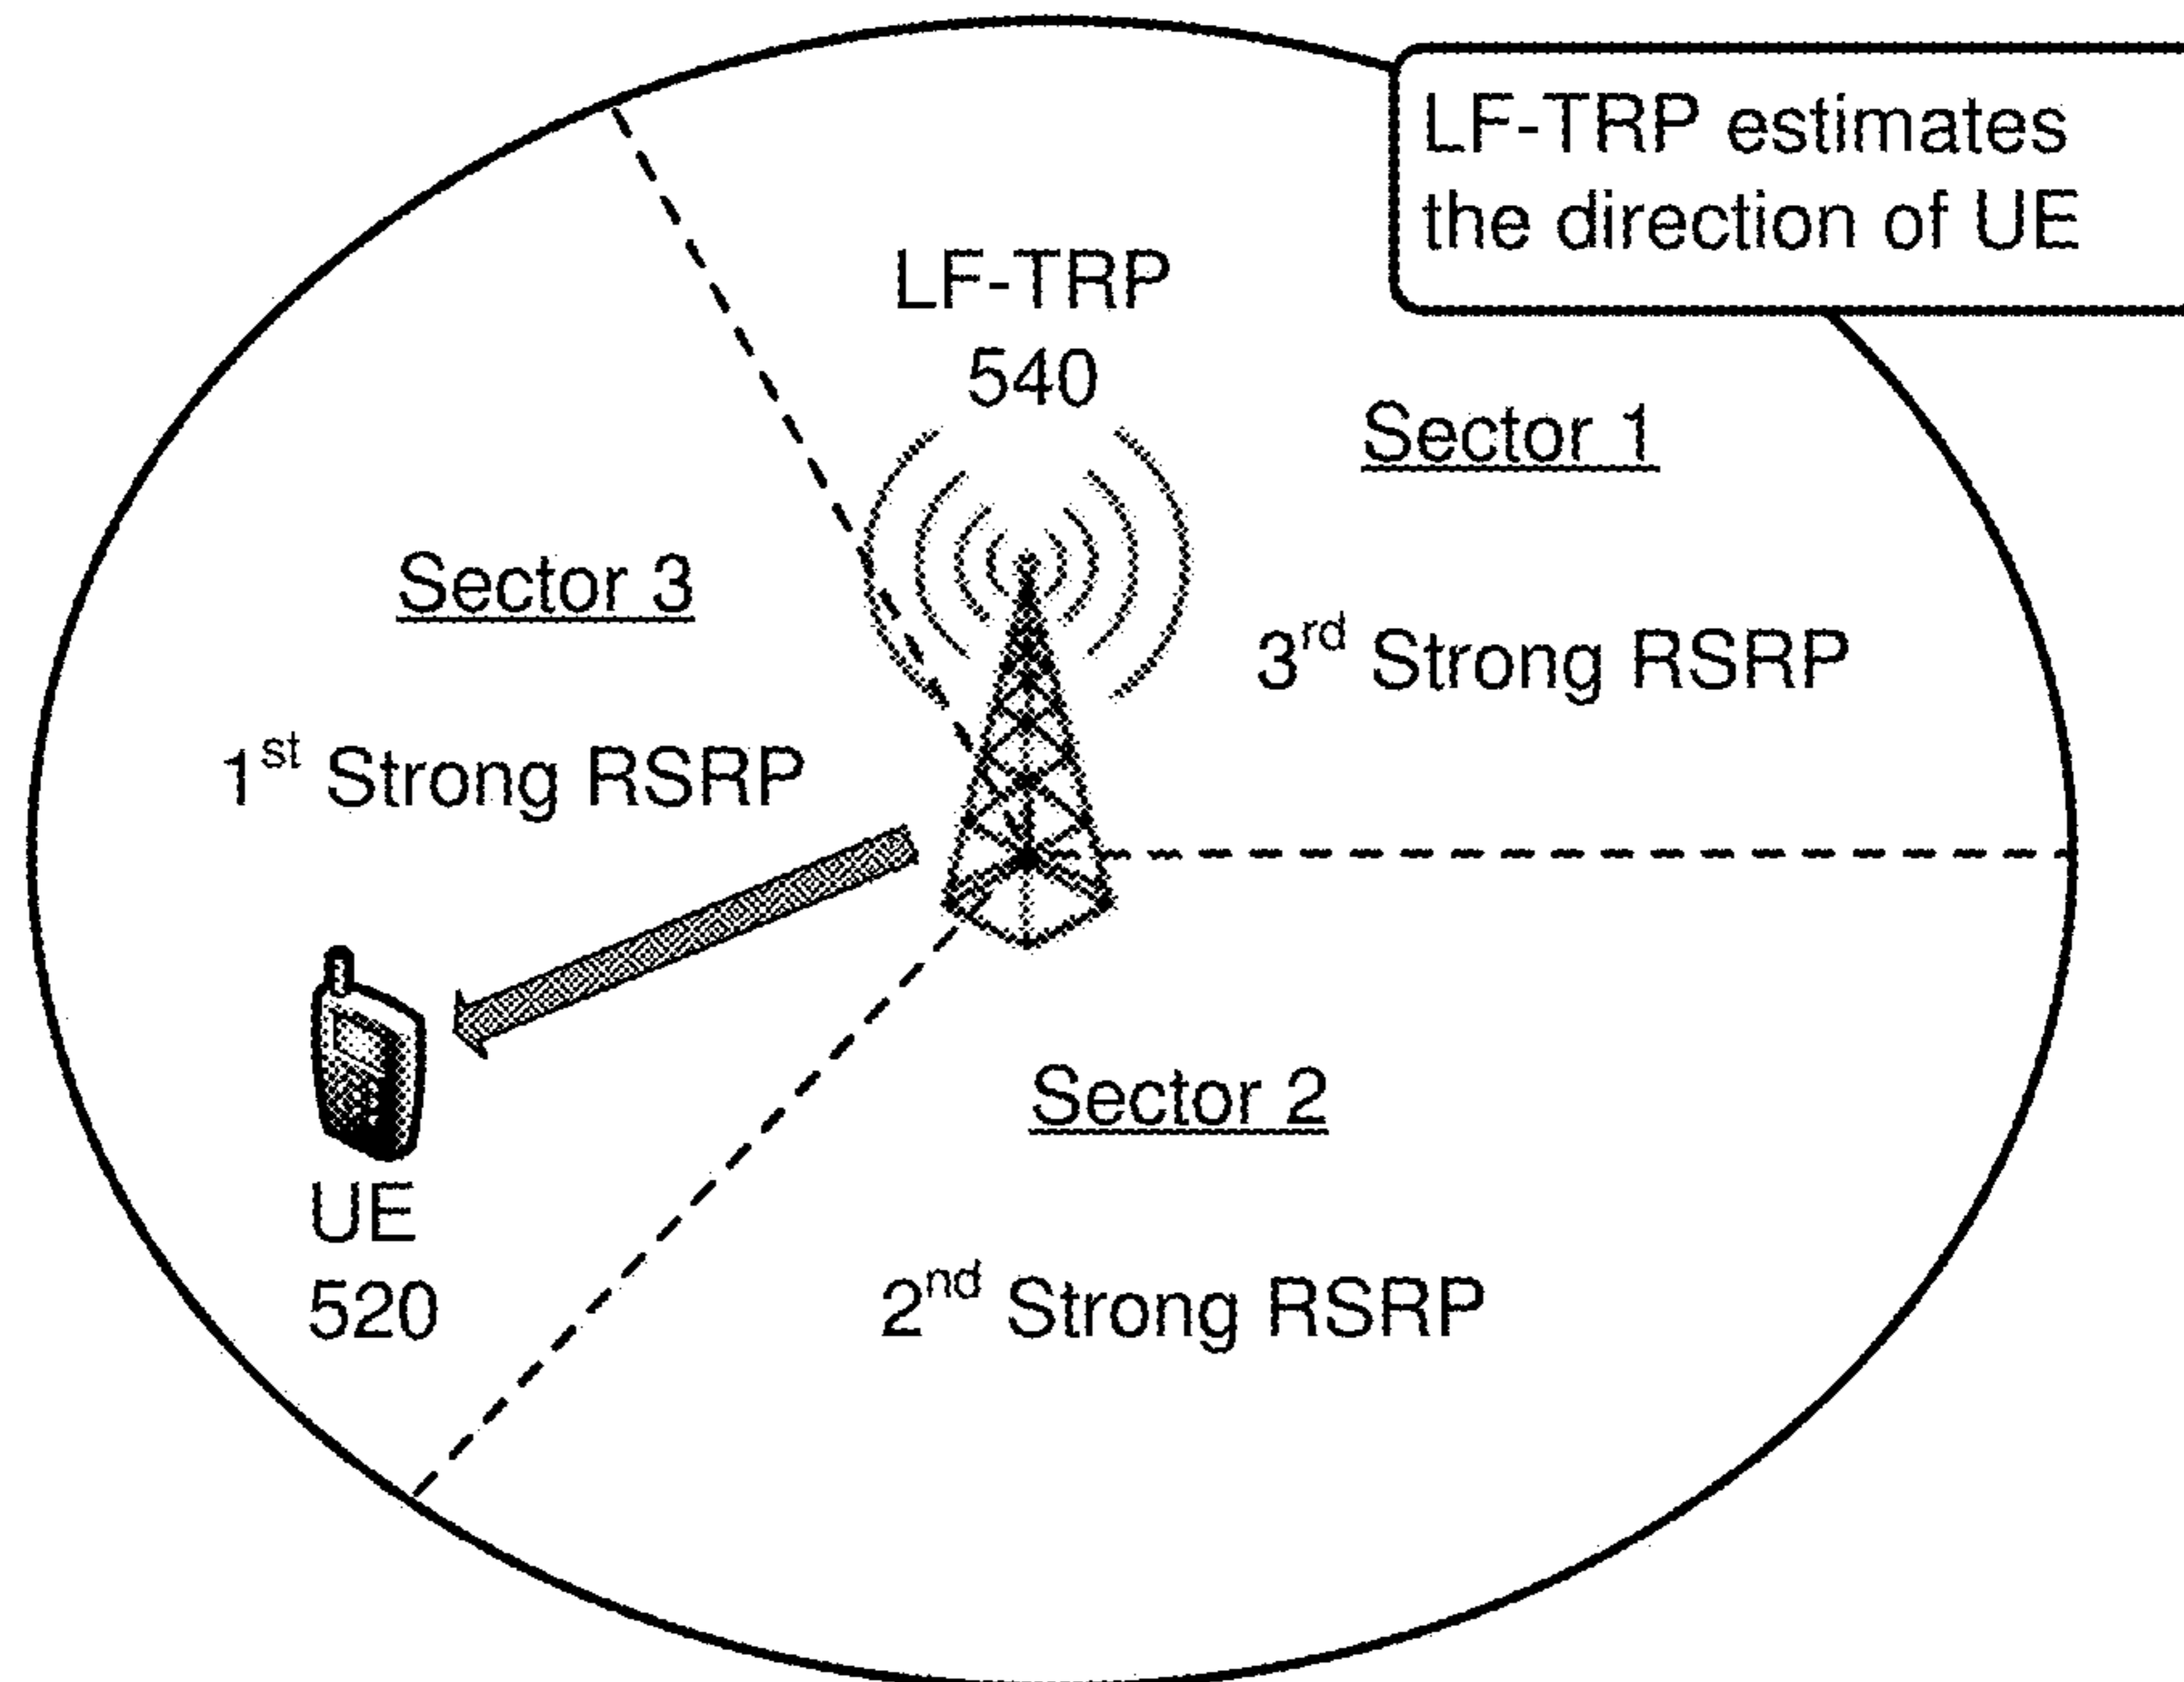 LF-TRP estimates
the direction of UE
LF-TRP
540
Sector 1
Sector 3
3rd Strong RSRP
1st Strong RSRP
Sector 2
UE
520
2nd Strong RSRP